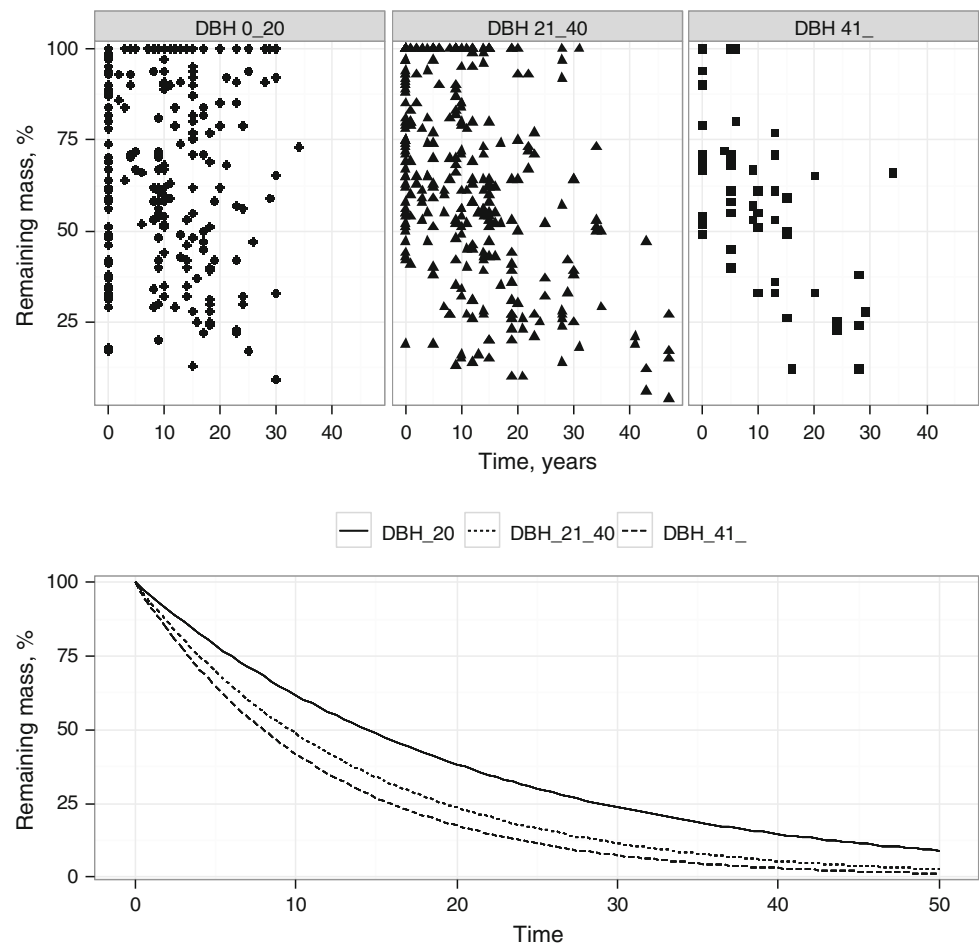 DBH 0_20 DBH 21_40 DBH 41_
100
75
50
25
Remaining mass, %
0 10 20 30 40 0 10 20 30 40 0 10 20 30 40
Time, years
DBH_20 DBH_21_40 DBH_41_
100
75
50
25
0
Remaining mass, %
0 10 20 30 40 50
Time